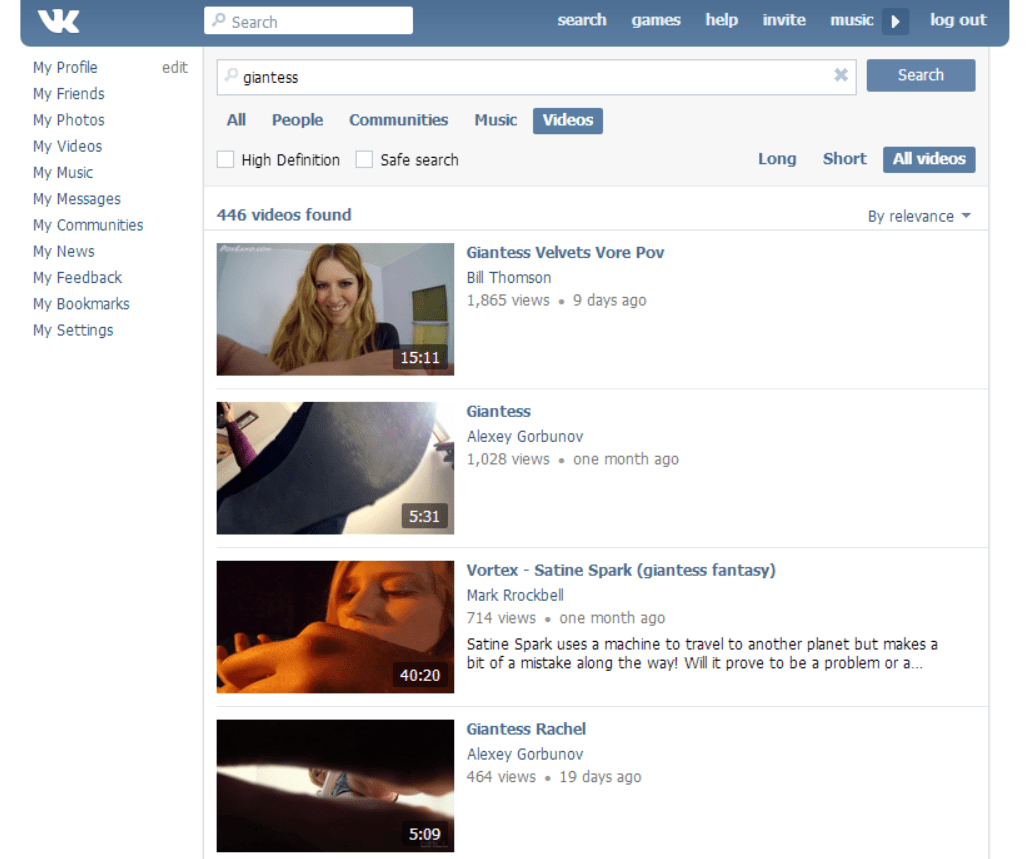 VK
Search
search games help invite music log out
My Profile edit
My Friends
My Photos
My Videos
My Music
My Messages
My Communities
My News
My Feedback
My Bookmarks
My Settings
giantess
Search
All People Communities Music Videos
High Definition Safe search Long Short All videos
446 videos found By relevance
Giantess Velvets Vore Pov
Bill Thomson
1,865 views • 9 days ago
15:11
Giantess
Alexey Gorbunov
1,028 views • one month ago
5:31
Vortex - Satine Spark (giantess fantasy)
Mark Rrockbell
714 views • one month ago
Satine Spark uses a machine to travel to another planet but makes a
bit of a mistake along the way! Will it prove to be a problem or a...
40:20
Giantess Rachel
Alexey Gorbunov
464 views • 19 days ago
5:09